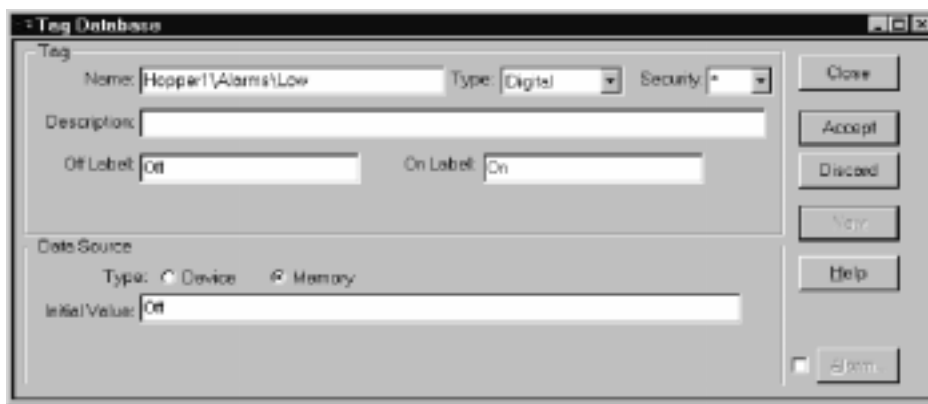 Tag Database
Tag
Name: Hopper1\Alarms\Low Type: Digital Security: *
Close
Description:
Accept
Off Label: Off On Label: On
Discard
New
Data Source
Type: Device Memory
Help
Initial Value: Off
Alarm...